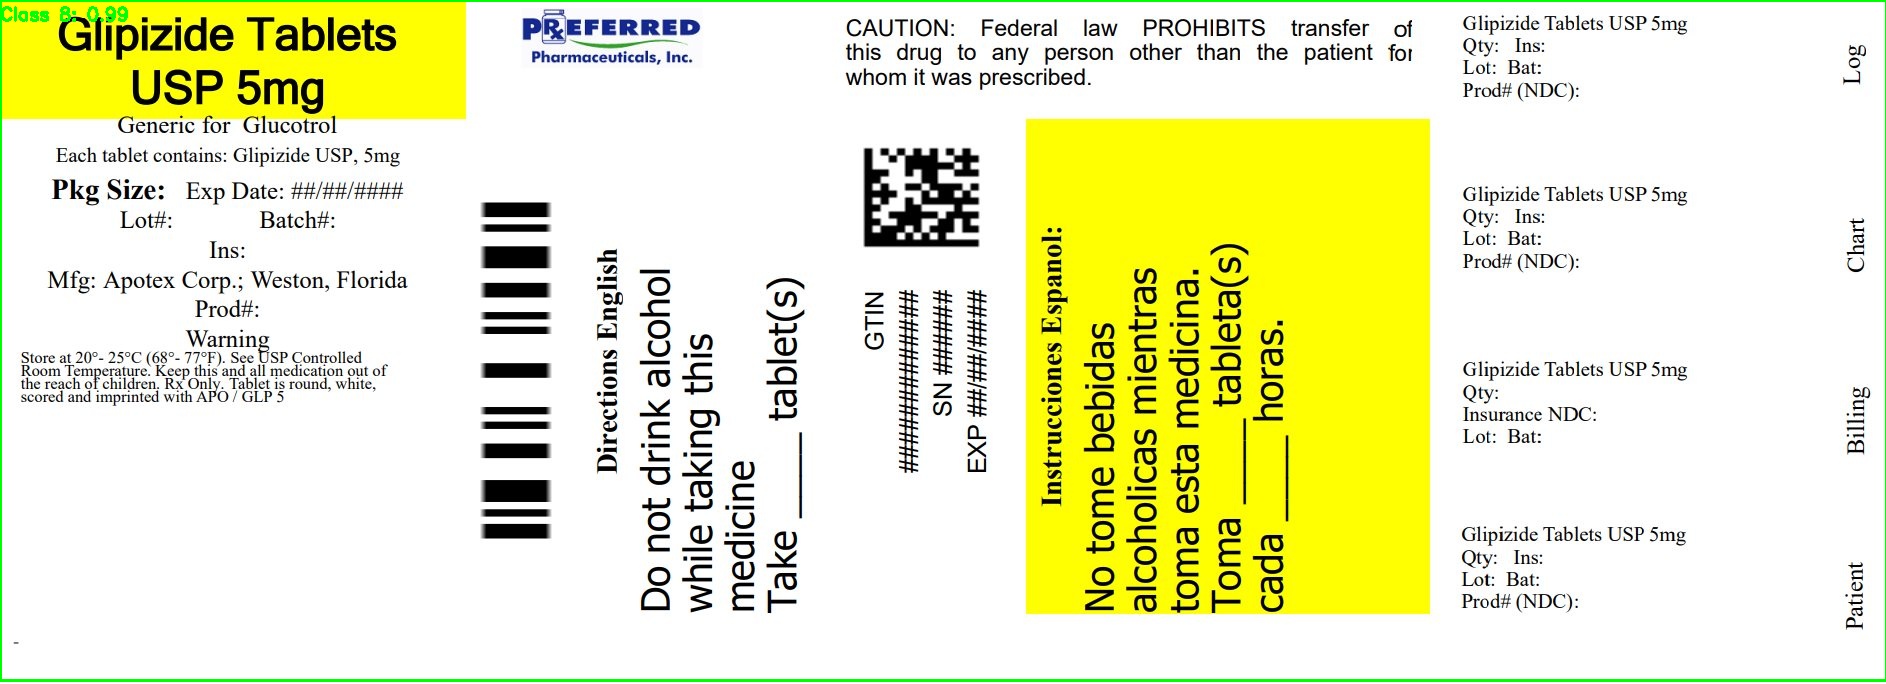 Class 8: 0.99
Glipizide Tablets
USP 5mg
Generic for Glucotrol
Each tablet contains: Glipizide USP, 5mg
Pkg Size: Exp Date: ##/##/####
Lot#: Batch#:
Ins:
Mfg: Apotex Corp.; Weston, Florida
Prod#:
Warning
Store at 20°- 25°C (68°- 77°F). See USP Controlled
Room Temperature. Keep this and all medication out of
the reach of children. Rx Only. Tablet is round, white,
scored and imprinted with APO / GLP 5
-
PREFERRED
Pharmaceuticals, Inc.
Directions English
Do not drink alcohol
while taking this
medicine
Take ____ tablet(s)
CAUTION: Federal law PROHIBITS transfer of
this drug to any person other than the patient for
whom it was prescribed.
GTIN
##############
SN ######
EXP ##/##/####
Instrucciones Espanol:
No tome bebidas
alcoholicas mientras
toma esta medicina.
Toma ____ tableta(s)
cada ____ horas.
Glipizide Tablets USP 5mg
Qty: Ins:
Lot: Bat:
Prod# (NDC):
Log
Glipizide Tablets USP 5mg
Qty: Ins:
Lot: Bat:
Prod# (NDC):
Chart
Glipizide Tablets USP 5mg
Qty:
Insurance NDC:
Lot: Bat:
Billing
Glipizide Tablets USP 5mg
Qty: Ins:
Lot: Bat:
Prod# (NDC):
Patient